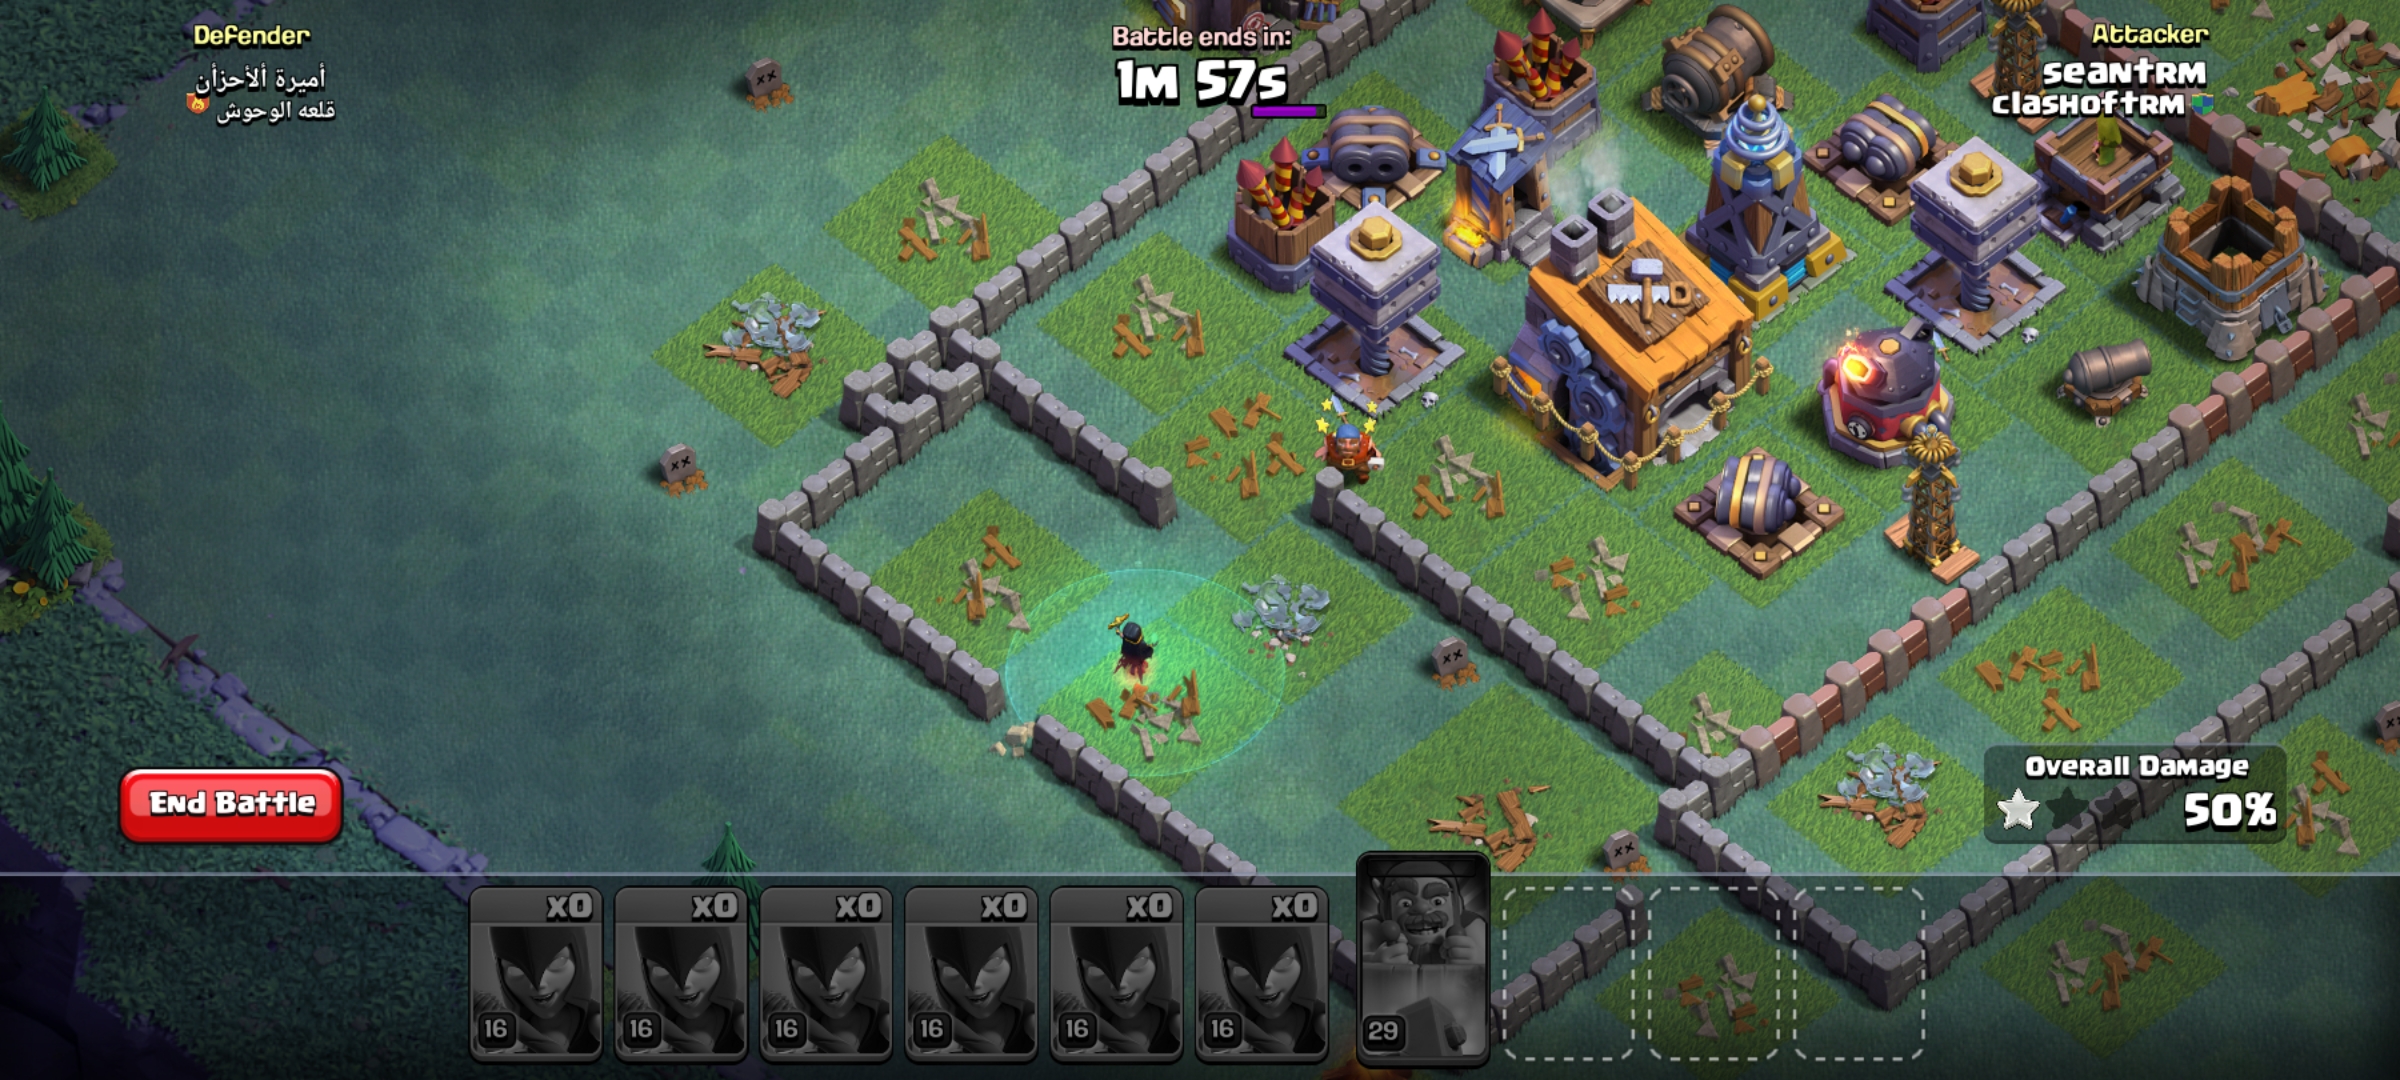 Defender
أميرة ألأحزأن
قلعه الوحوش
Battle ends in:
1M 57s
Attacker
seantRM
clashoftRM
End Battle
Overall Damage
50%
x0
x0
x0
x0
x0
x0
16
16
16
16
16
16
29